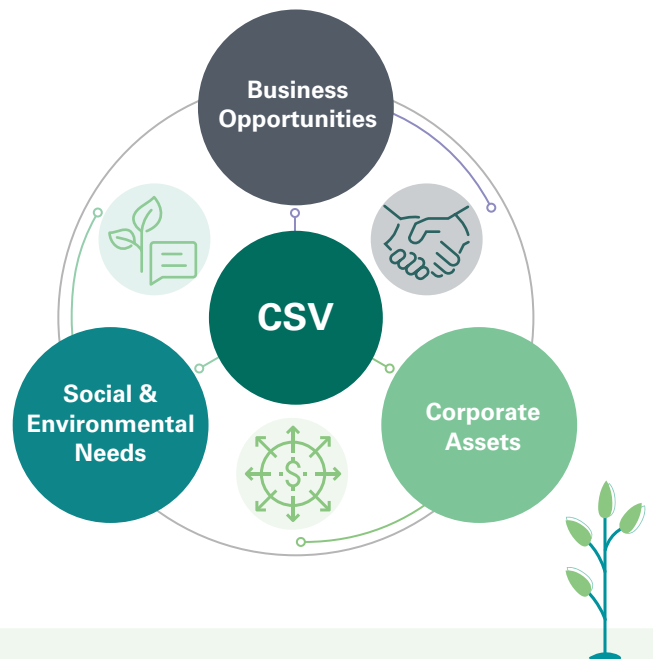 Business
Opportunities
CSV
Social &
Environmental
Needs
Corporate
Assets
$